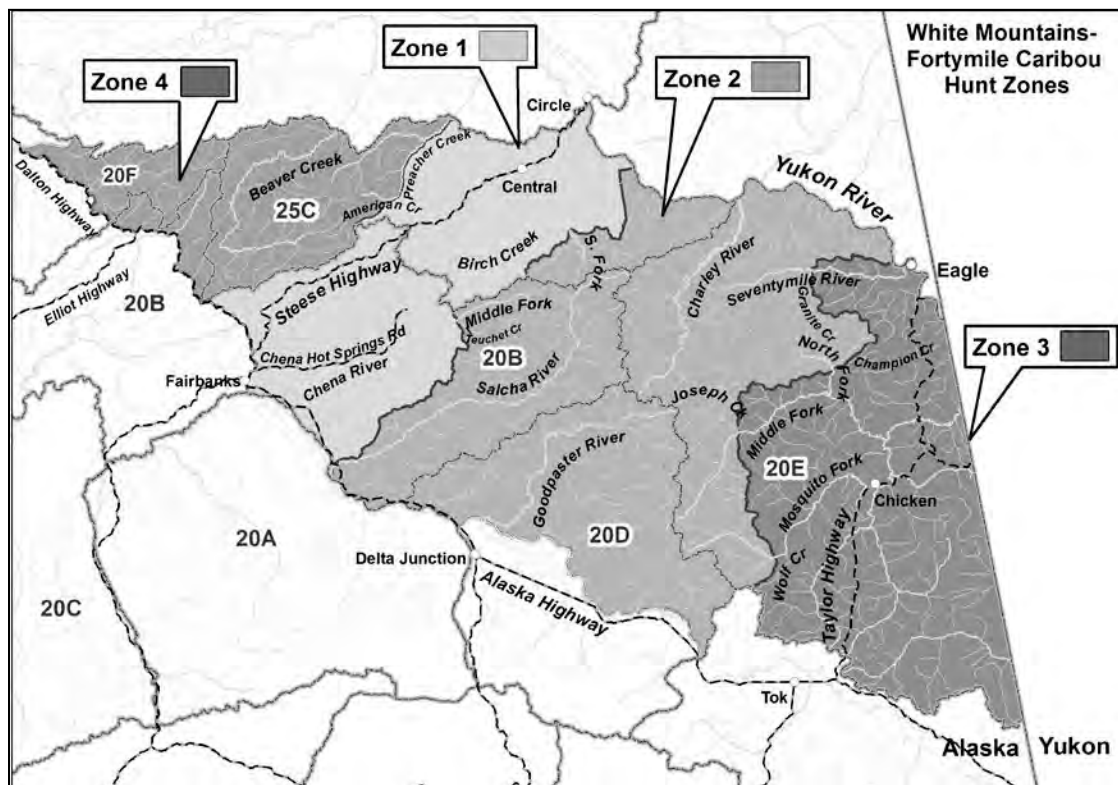 White Mountains-
Fortymile Caribou
Hunt Zones
Zone 1
Zone 2
Zone 4
Circle
Preacher Creek
Central
20F
Beaver Creek
25C
American Cr
Dalton Highway
Yukon River
Birch Creek
S. Fork
Charley River
Eagle
Elliot Highway
20B
Steese Highway
Seventymile River
Granite Cr
Middle Fork
Teuchet Cr
20B
North Fork
Champion Cr
Zone 3
Chena Hot Springs Rd
Chena River
Fairbanks
Salcha River
Joseph Ck
Middle Fork
20E
Goodpaster River
Mosquito Fork
Chicken
20A
20D
Delta Junction
Alaska Highway
Wolf Cr
Taylor Highway
20C
Tok
Alaska
Yukon